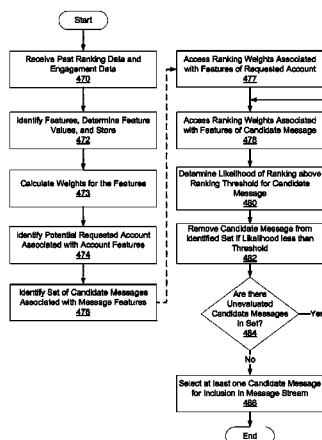 Start
Receive Past Ranking Data and
Engagement Data
470
Identify Features, Determine Feature
Values, and Store
472
Calculate Weights for the Features
473
Identify Potential Requested Account
Associated with Account Features
474
Identify Set of Candidate Messages
Associated with Message Features
476
Access Ranking Weights Associated
with Features of Requested Account
477
Access Ranking Weights Associated
with Features of Candidate Message
478
Determine Likelihood of Ranking above
Ranking Threshold for Candidate
Message
480
Remove Candidate Message from
Identified Set if Likelihood less than
Threshold
482
Are there
Unevaluated
Candidate Messages
in Set?
484
Yes
No
Select at least one Candidate Message
for Inclusion in Message Stream
486
End